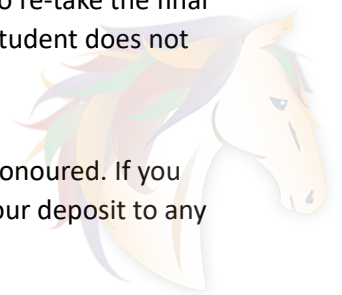 re-take the final
tudent does not
onoured. If you
our deposit to any